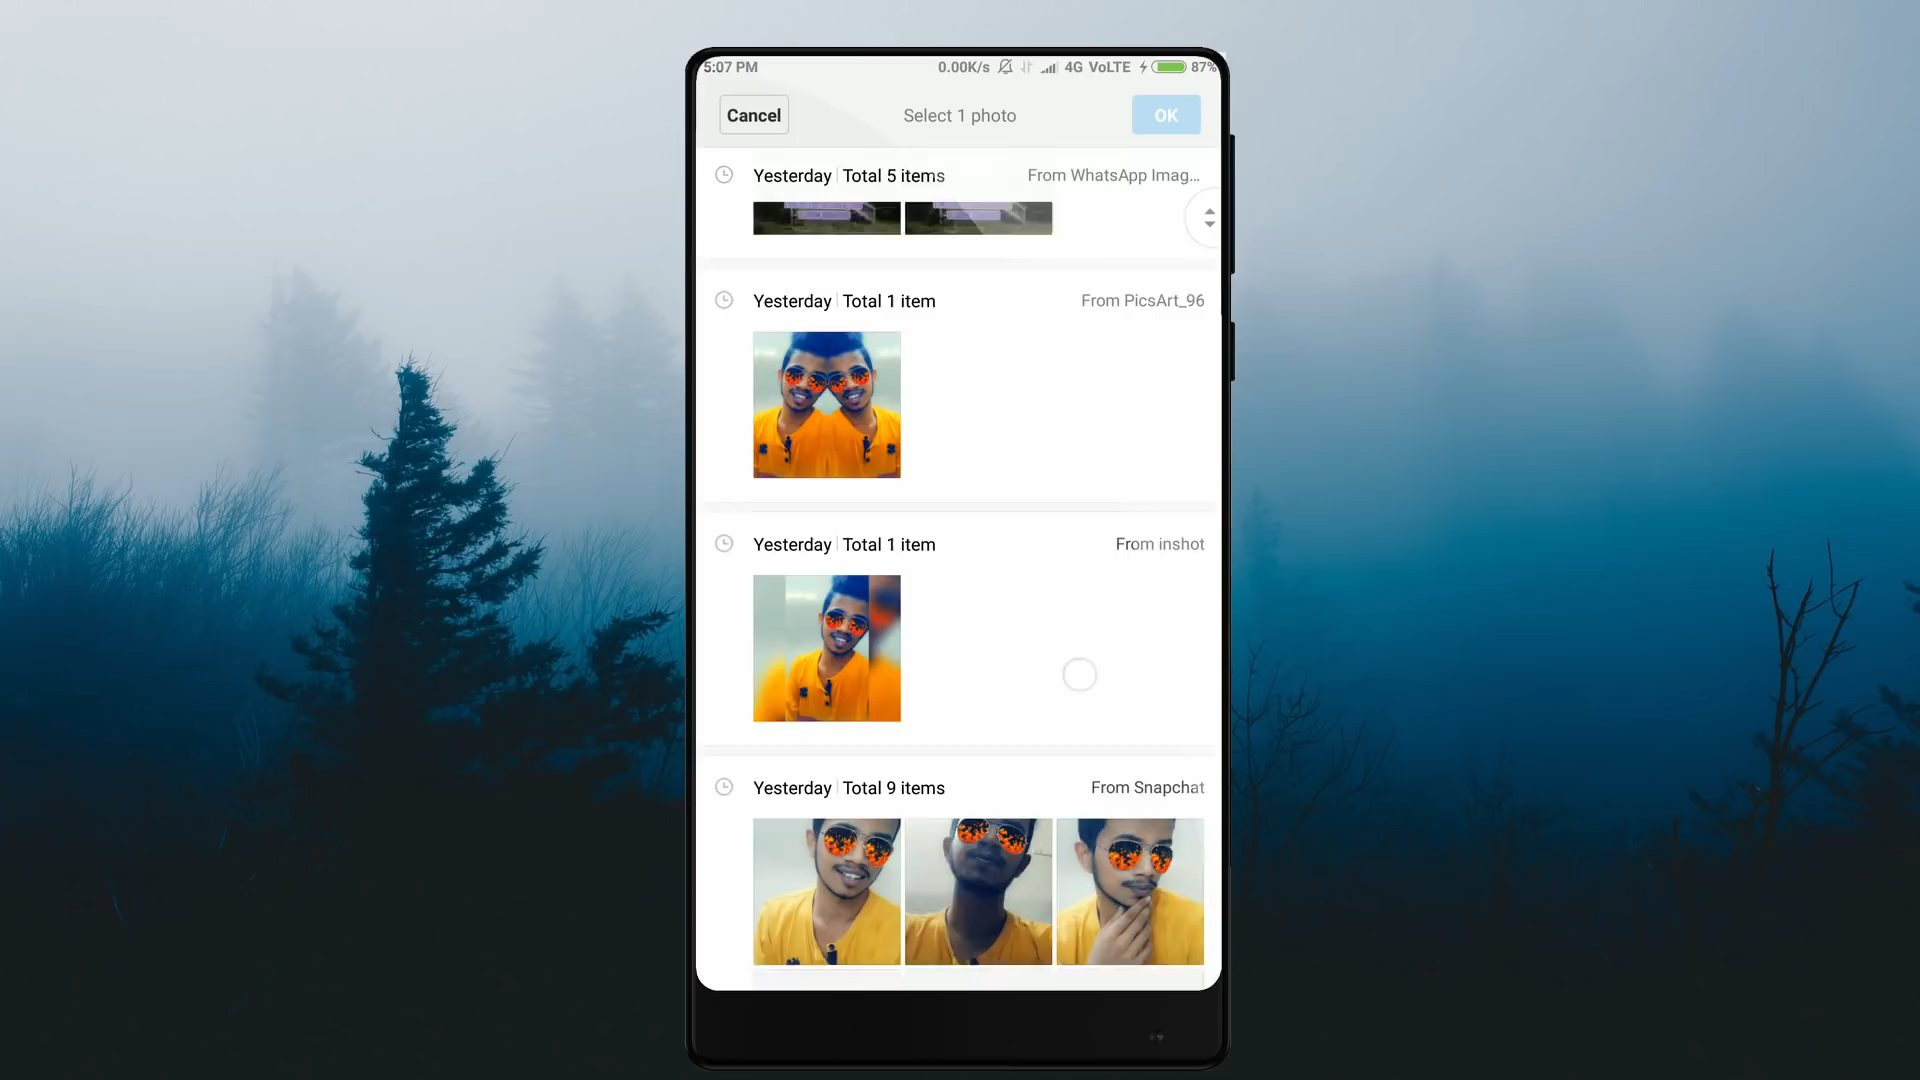 5:07 PM 0.00K/s 4G VoLTE 87%
Cancel Select 1 photo OK
Yesterday Total 5 items From WhatsApp Imag...
Yesterday Total 1 item From PicsArt_96
Yesterday Total 1 item From inshot
Yesterday Total 9 items From Snapchat